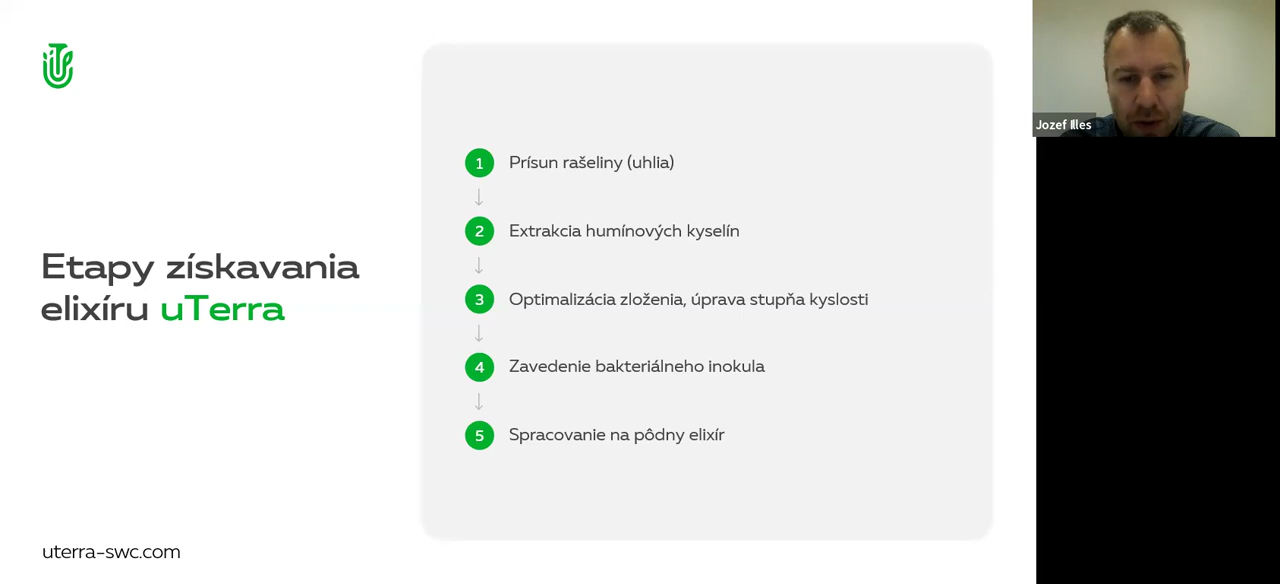 Etapy získavania
elixíru uTerra
1 Prísun rašeliny (uhlia)
2 Extrakcia humínových kyselín
3 Optimalizácia zloženia, úprava stupňa kyslosti
4 Zavedenie bakteriálneho inokula
5 Spracovanie na pôdny elixír
uterra-swc.com
Jozef Illes